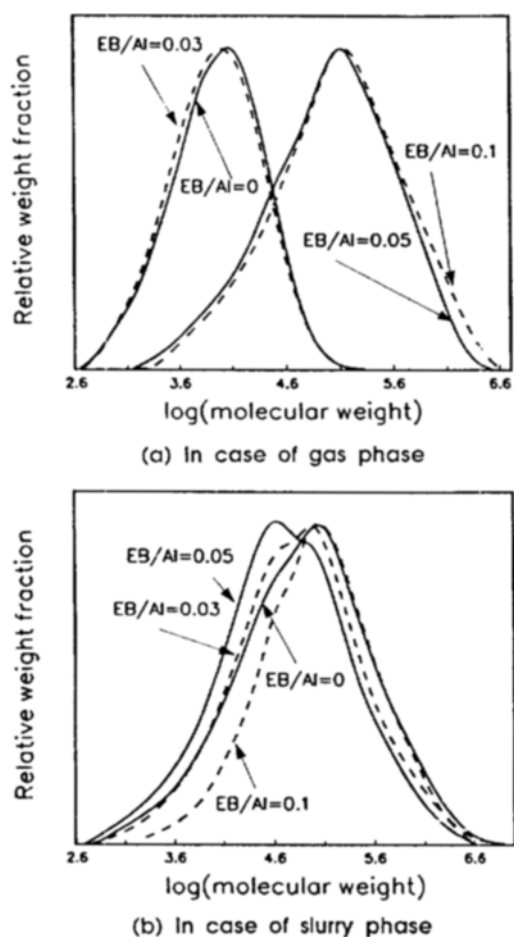 Relative weight fraction
EB/Al=0.03
EB/Al=0
EB/Al=0.1
EB/Al=0.05
2.6 3.6 4.6 5.6 6.6
log(molecular weight)
(a) In case of gas phase
Relative weight fraction
EB/Al=0.05
EB/Al=0.03
EB/Al=0
EB/Al=0.1
2.6 3.6 4.6 5.6 6.6
log(molecular weight)
(b) In case of slurry phase